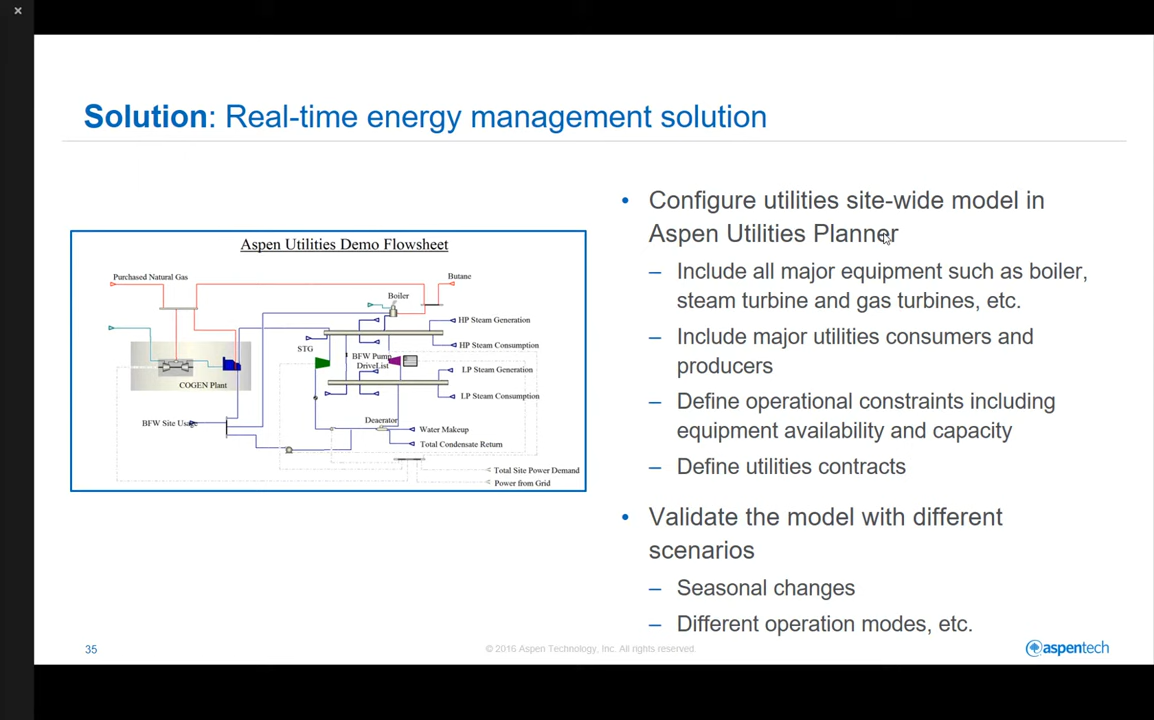 Solution: Real-time energy management solution
Aspen Utilities Demo Flowsheet
Purchased Natural Gas
Butane
Boiler
HP Steam Generation
HP Steam Consumption
STG
BFW Pump
DriveList
LP Steam Generation
COGEN Plant
LP Steam Consumption
BFW Site Usage
Deaerator
Water Makeup
Total Condensate Return
Total Site Power Demand
Power from Grid
• Configure utilities site-wide model in
Aspen Utilities Planner
– Include all major equipment such as boiler,
steam turbine and gas turbines, etc.
– Include major utilities consumers and
producers
– Define operational constraints including
equipment availability and capacity
– Define utilities contracts
• Validate the model with different
scenarios
– Seasonal changes
– Different operation modes, etc.
35
© 2016 Aspen Technology, Inc. All rights reserved.
aspentech